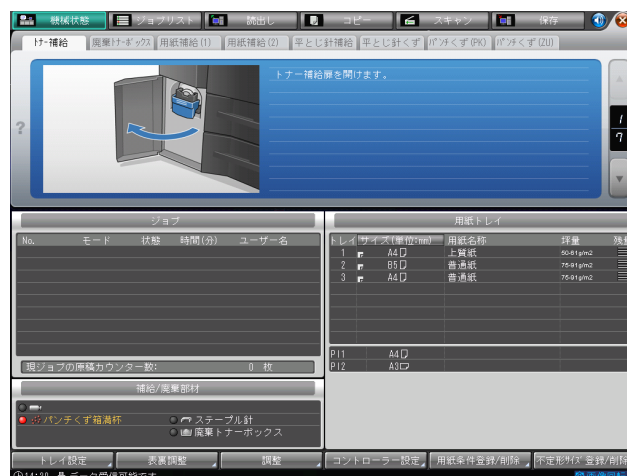 機械状態 ジョブリスト 読出し コピー スキャン 保存
ﾄﾅｰ補給 廃棄ﾄﾅｰﾎﾞｯｸｽ 用紙補給(1) 用紙補給(2) 平とじ針補給 平とじ針くず ﾊﾟﾝﾁくず(PK) ﾊﾟﾝﾁくず(ZU)
トナー補給扉を開けます。
?
1
7
ジョブ
No. モード 状態 時間(分) ユーザー名
現ジョブの原稿カウンター数: 0 枚
補給/廃棄部材
パンチくず箱満杯 ステープル針
廃棄トナーボックス
用紙トレイ
トレイ サイズ(単位:mm) 用紙名称 坪量
1 A4 上質紙 60-81g/m2
2 B5 普通紙 75-91g/m2
3 A4 普通紙 75-91g/m2
PI1 A4
PI2 A3
トレイ設定 表裏調整 調整 コントローラー設定 用紙条件登録/削除 不定形ｻｲｽﾞ登録/削除